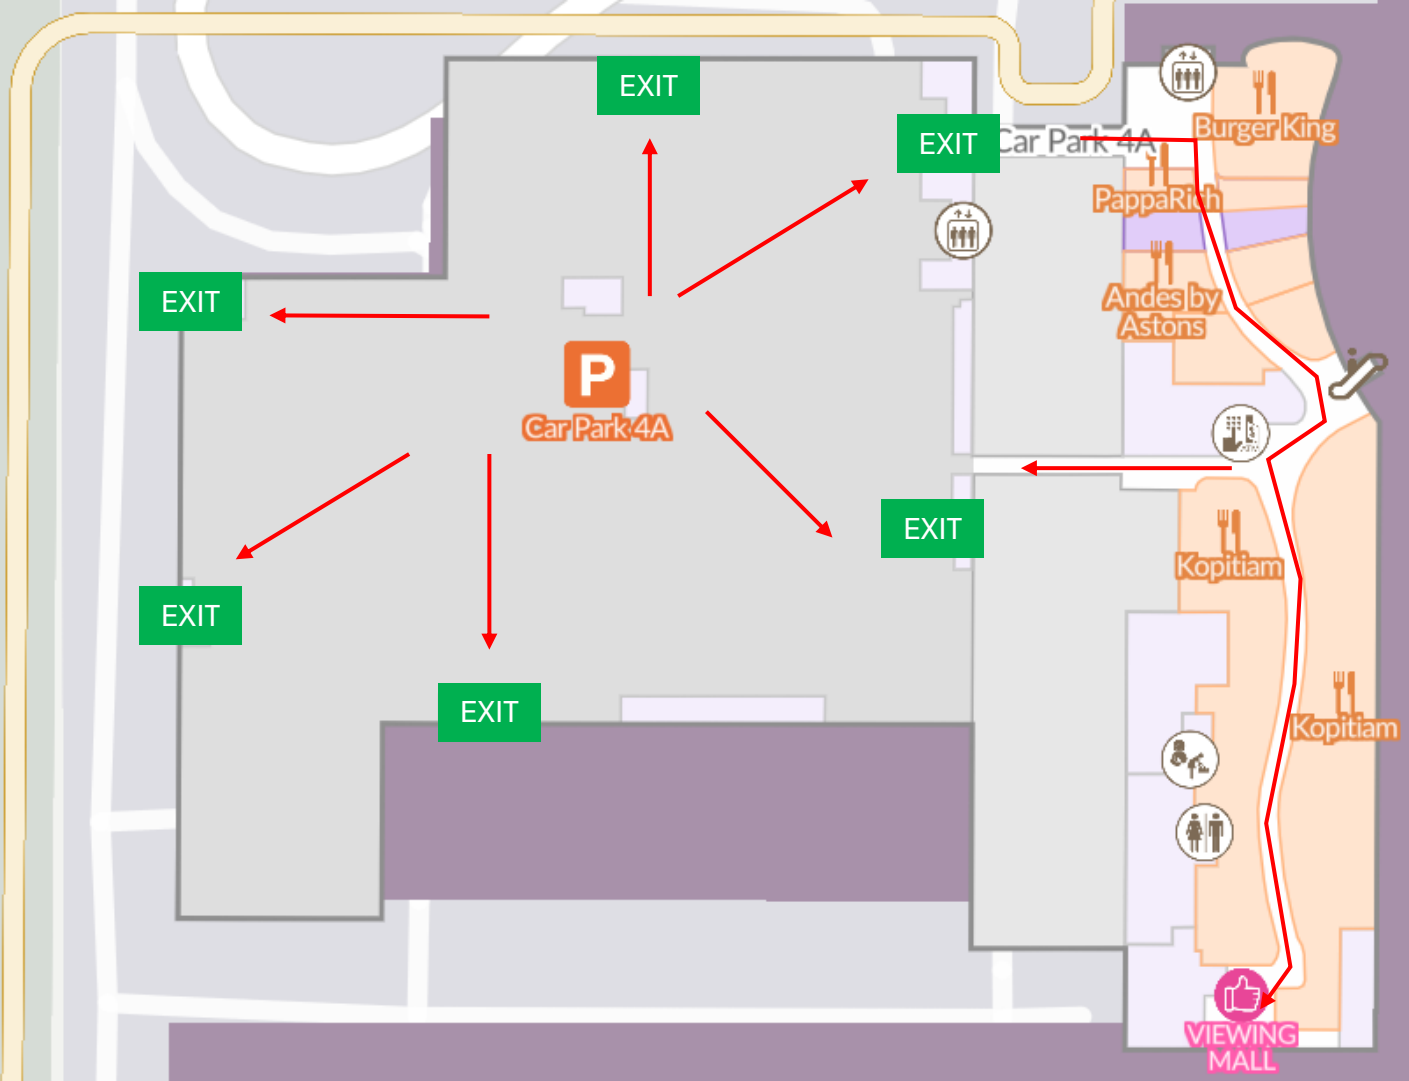 EXIT
EXIT
Car Park 4A
Burger King
PappaRich
EXIT
Andes by
Astons
P
Car Park 4A
EXIT
Kopitiam
EXIT
EXIT
Kopitiam
VIEWING
MALL